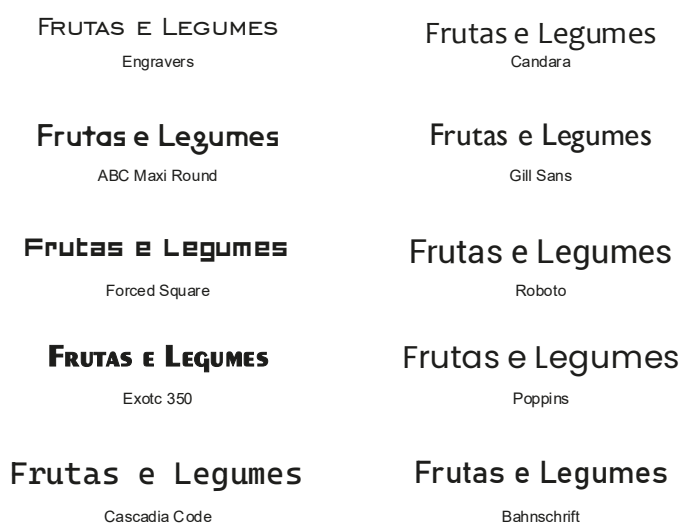 FRUTAS E LEGUMES
Engravers
Frutas e Legumes
Candara
Frutas e Legumes
ABC Maxi Round
Frutas e Legumes
Gill Sans
Frutas e Legumes
Forced Square
Frutas e Legumes
Roboto
FRUTAS E LEGUMES
Exotc 350
Frutas e Legumes
Poppins
Frutas e Legumes
Cascadia Code
Frutas e Legumes
Bahnschrift